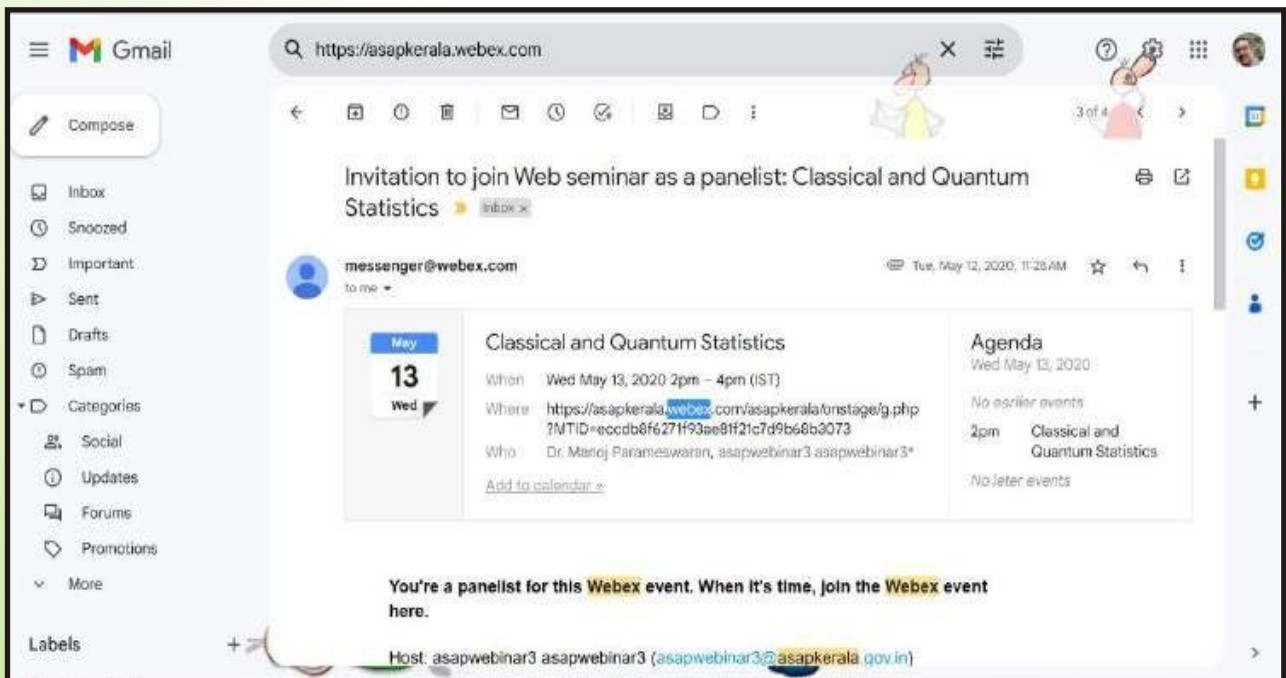 Gmail
https://asapkerala.webex.com
Compose
3 of 4
Inbox
Snoozed
Important
Sent
Drafts
Spam
Categories
Social
Updates
Forums
Promotions
More
Labels
+
Invitation to join Web seminar as a panelist: Classical and Quantum
Statistics
Inbox x
messenger@webex.com
Tue, May 12, 2020, 11:28 AM
to me
May
13
Wed
Classical and Quantum Statistics
When Wed May 13, 2020 2pm – 4pm (IST)
Where https://asapkerala.webex.com/asapkerala/onstage/g.php
?MTID=eccdb8f6271f93ae81f21c7d9b68b3073
Who Dr. Manoj Parameswaran, asapwebinar3 asapwebinar3*
Add to calendar »
Agenda
Wed May 13, 2020
No earlier events
2pm Classical and
Quantum Statistics
No later events
You're a panelist for this Webex event. When it's time, join the Webex event
here.
Host: asapwebinar3 asapwebinar3 (asapwebinar3@asapkerala.gov.in)